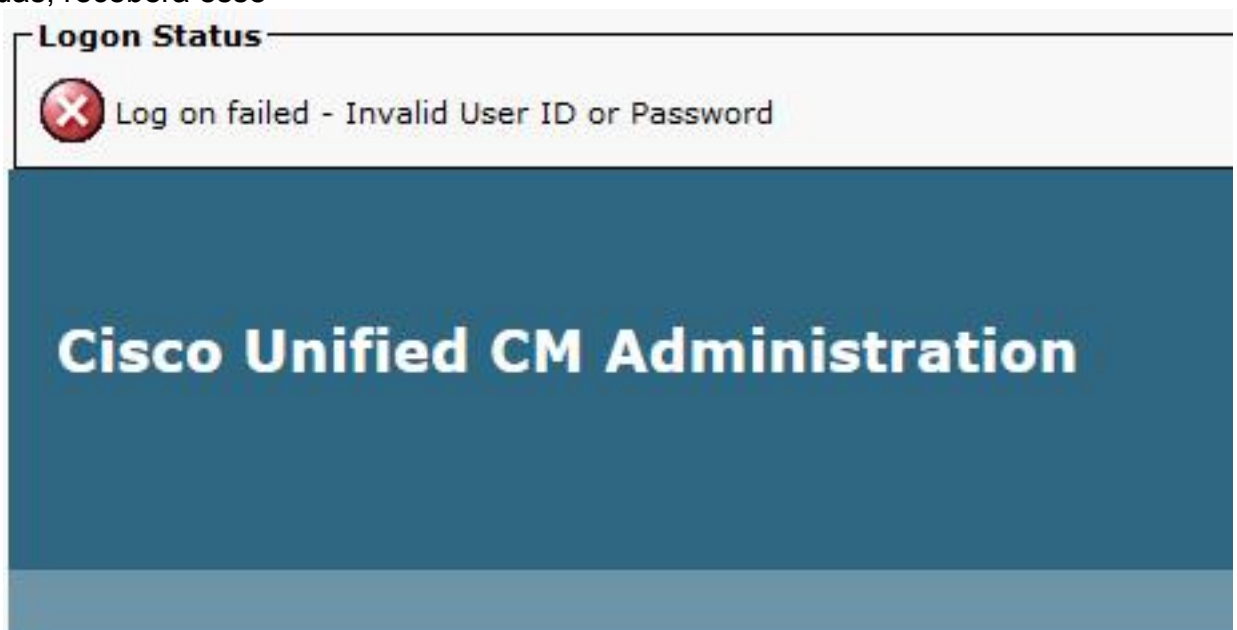 Logon Status
Log on failed - Invalid User ID or Password
Cisco Unified CM Administration